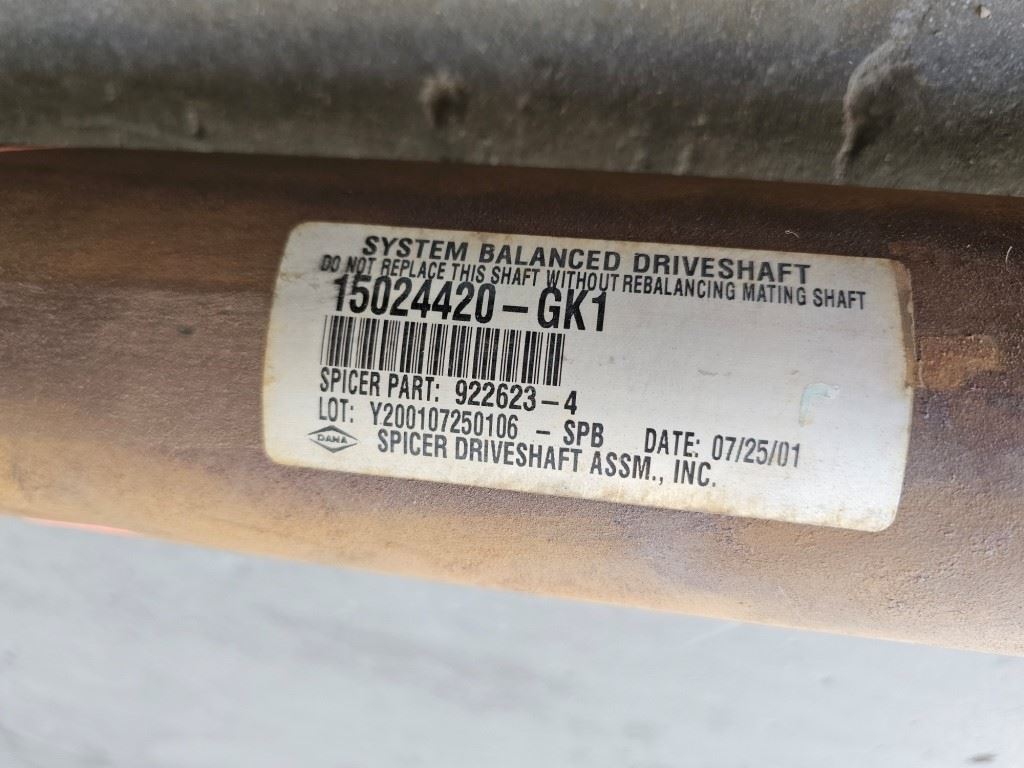 SYSTEM BALANCED DRIVESHAFT
DO NOT REPLACE THIS SHAFT WITHOUT REBALANCING MATING SHAFT
15024420-GK1
SPICER PART: 922623-4
LOT: Y200107250106 - SPB DATE: 07/25/01
DANA SPICER DRIVESHAFT ASSM., INC.